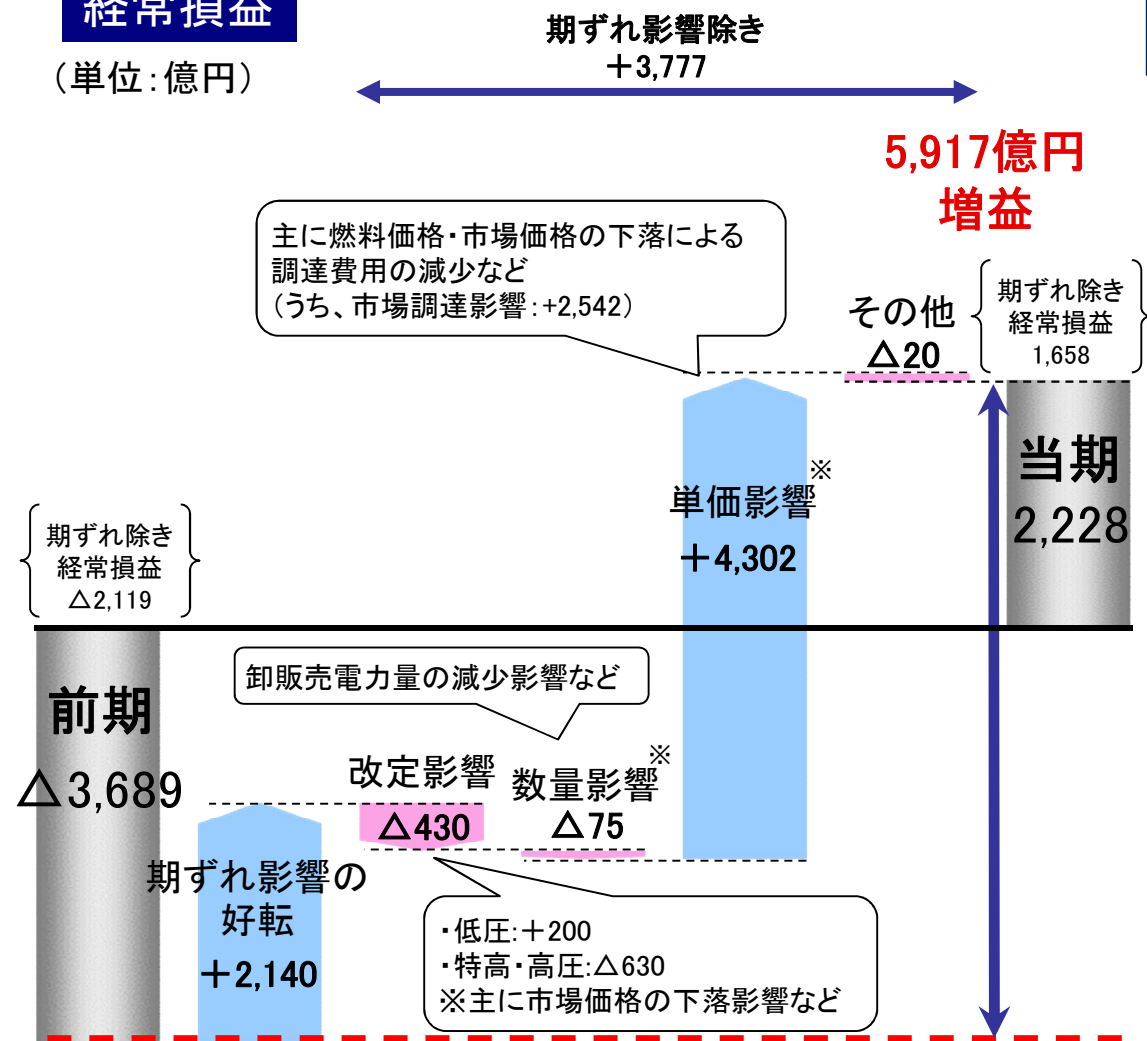 経常損益
（単位：億円）
期ずれ影響除き
＋3,777
5,917億円
増益
主に燃料価格・市場価格の下落による
調達費用の減少など
（うち、市場調達影響：+2,542）
その他
△20
期ずれ除き
経常損益
1,658
当期
2,228
単価影響※
＋4,302
期ずれ除き
経常損益
△2,119
前期
△3,689
卸販売電力量の減少影響など
改定影響
△430
数量影響※
△75
期ずれ影響の
好転
＋2,140
・低圧:＋200
・特高・高圧:△630
※主に市場価格の下落影響など